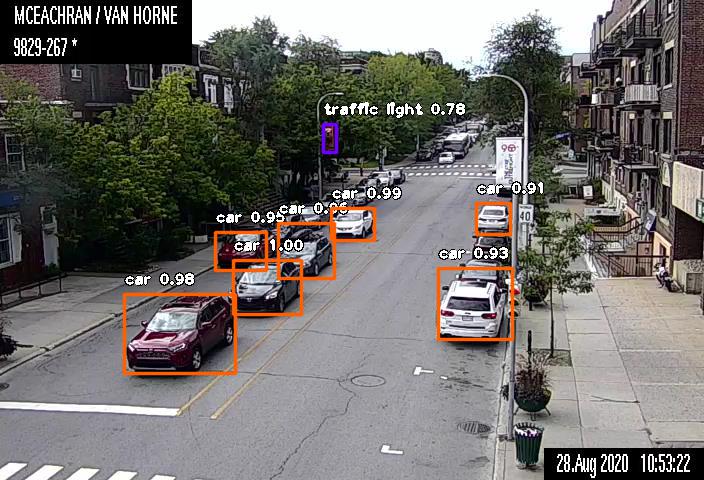 MCEACHRAN / VAN HORNE
9829-267 *
traffic light 0.78
car 0.99
car 0.91
car 0.95
car 1.00
car 0.93
car 0.98
40
28.Aug 2020 10:53:22